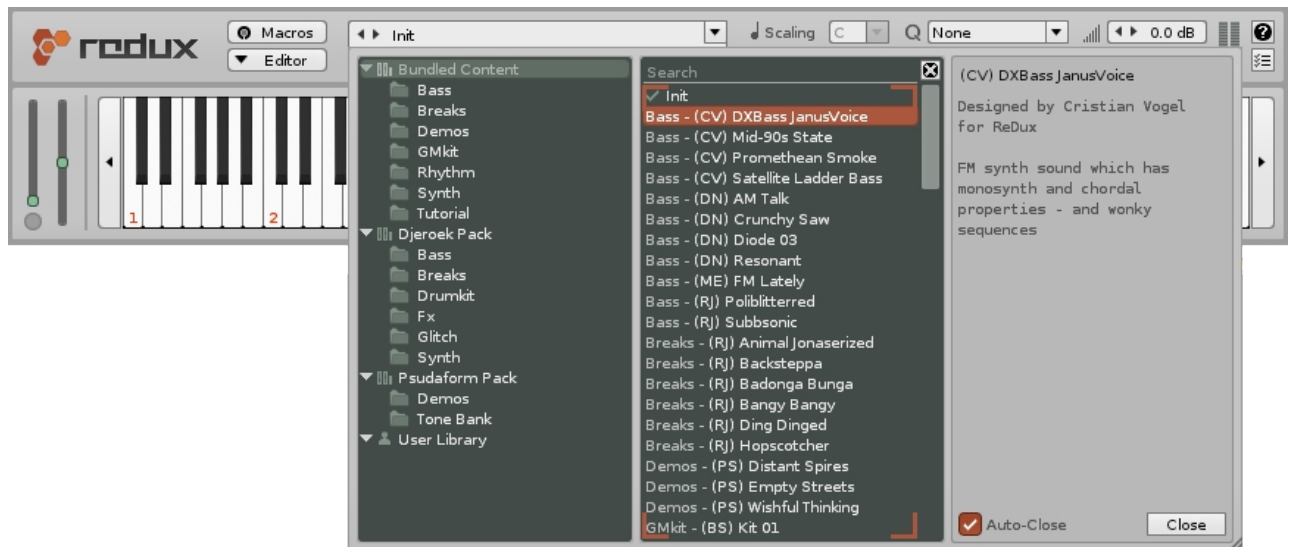 redux
Macros
Editor
Init
Scaling
C
Q
None
0.0 dB
?
1
2
Bundled Content
Bass
Breaks
Demos
GMkit
Rhythm
Synth
Tutorial
Djeroek Pack
Bass
Breaks
Drumkit
Fx
Glitch
Synth
Psudaform Pack
Demos
Tone Bank
User Library
Search
Init
Bass - (CV) DXBass JanusVoice
Bass - (CV) Mid-90s State
Bass - (CV) Promethean Smoke
Bass - (CV) Satellite Ladder Bass
Bass - (DN) AM Talk
Bass - (DN) Crunchy Saw
Bass - (DN) Diode 03
Bass - (DN) Resonant
Bass - (ME) FM Lately
Bass - (RJ) Poliblitterred
Bass - (RJ) Subbsonic
Breaks - (RJ) Animal Jonaserized
Breaks - (RJ) Backsteppa
Breaks - (RJ) Badonga Bunga
Breaks - (RJ) Bangy Bangy
Breaks - (RJ) Ding Dinged
Breaks - (RJ) Hopscotcher
Demos - (PS) Distant Spires
Demos - (PS) Empty Streets
Demos - (PS) Wishful Thinking
GMkit - (BS) Kit 01
(CV) DXBass JanusVoice
Designed by Cristian Vogel
for ReDux
FM synth sound which has
monosynth and chordal
properties - and wonky
sequences
Auto-Close
Close